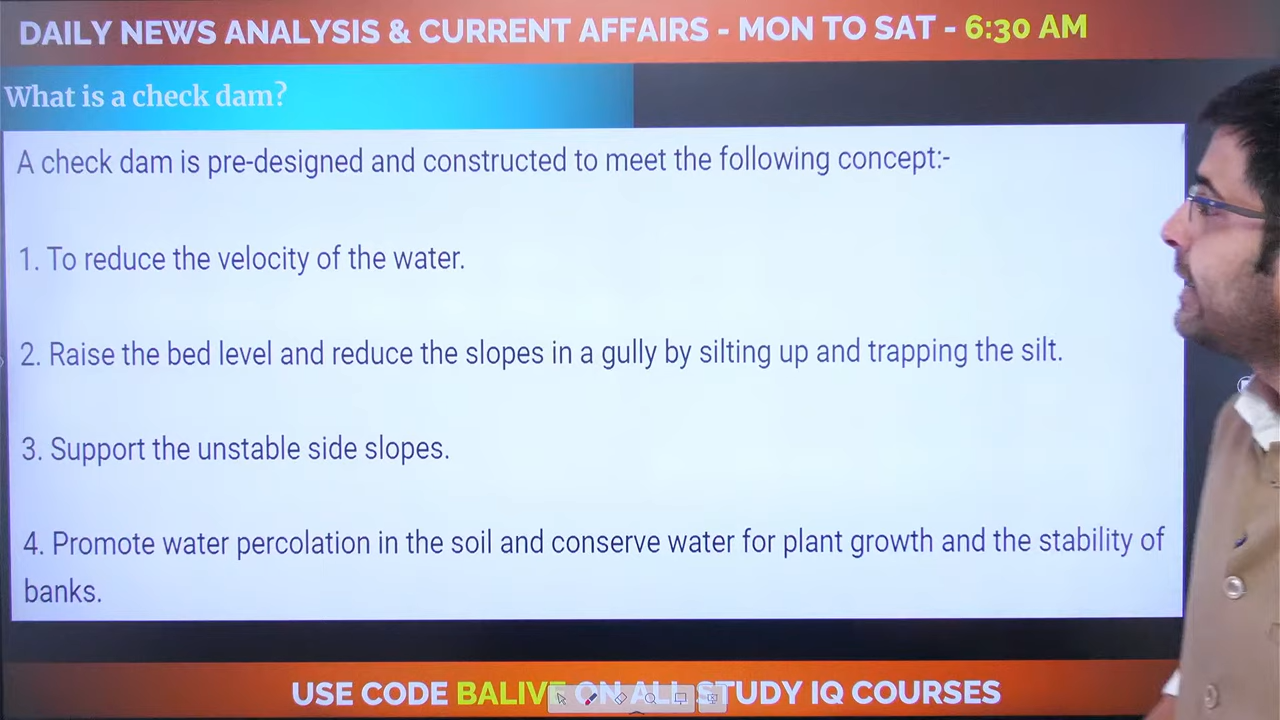 DAILY NEWS ANALYSIS & CURRENT AFFAIRS - MON TO SAT - 6:30 AM
What is a check dam?
A check dam is pre-designed and constructed to meet the following concept:-
1. To reduce the velocity of the water.
2. Raise the bed level and reduce the slopes in a gully by silting up and trapping the silt.
3. Support the unstable side slopes.
4. Promote water percolation in the soil and conserve water for plant growth and the stability of
banks.
USE CODE BALIVE ON ALL STUDY IQ COURSES